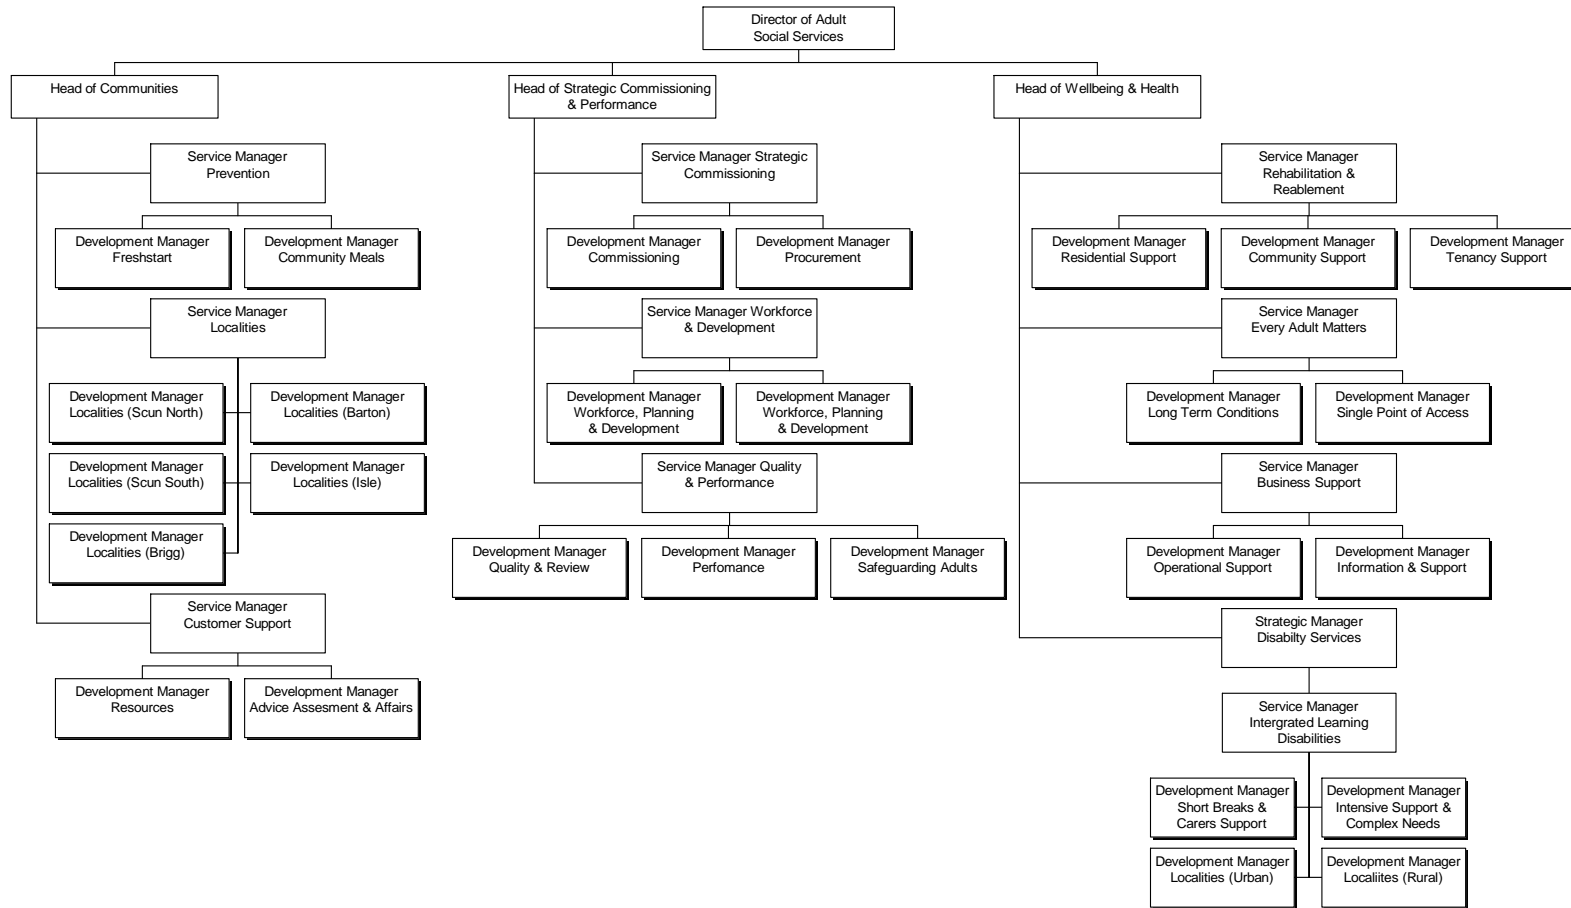 Director of Adult
Social Services
Head of Communities
Service Manager
Prevention
Development Manager
Freshstart
Development Manager
Community Meals
Service Manager
Localities
Development Manager
Localities (Scun North)
Development Manager
Localities (Barton)
Development Manager
Localities (Scun South)
Development Manager
Localities (Isle)
Development Manager
Localities (Brigg)
Service Manager
Customer Support
Development Manager
Resources
Development Manager
Advice Assesment & Affairs
Head of Strategic Commissioning
& Performance
Service Manager Strategic
Commissioning
Development Manager
Commissioning
Development Manager
Procurement
Service Manager Workforce
& Development
Development Manager
Workforce, Planning
& Development
Development Manager
Workforce, Planning
& Development
Service Manager Quality
& Performance
Development Manager
Quality & Review
Development Manager
Perfomance
Development Manager
Safeguarding Adults
Head of Wellbeing & Health
Service Manager
Rehabilitation &
Reablement
Development Manager
Residential Support
Development Manager
Community Support
Development Manager
Tenancy Support
Service Manager
Every Adult Matters
Development Manager
Long Term Conditions
Development Manager
Single Point of Access
Service Manager
Business Support
Development Manager
Operational Support
Development Manager
Information & Support
Strategic Manager
Disabilty Services
Service Manager
Intergrated Learning
Disabilities
Development Manager
Short Breaks &
Carers Support
Development Manager
Intensive Support &
Complex Needs
Development Manager
Localities (Urban)
Development Manager
Localiites (Rural)